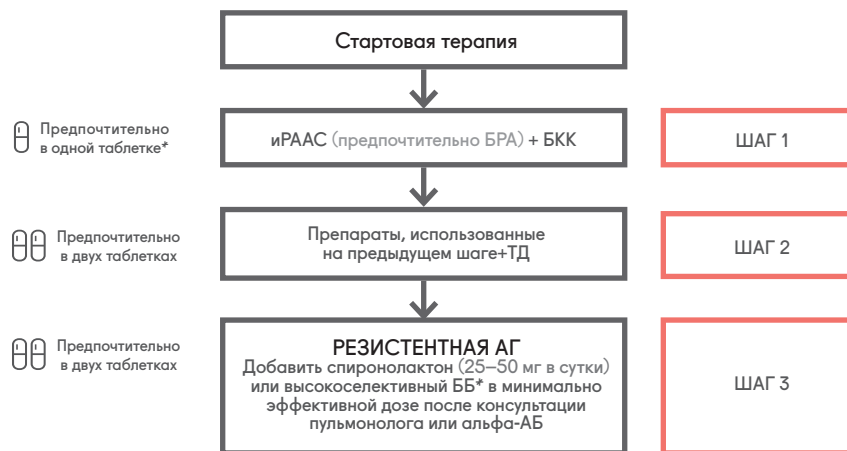 Стартовая терапия
Предпочтительно
в одной таблетке*
иРААС (предпочтительно БРА) + БКК
ШАГ 1
Предпочтительно
в двух таблетках
Препараты, использованные
на предыдущем шаге+ТД
ШАГ 2
Предпочтительно
в двух таблетках
РЕЗИСТЕНТНАЯ АГ
Добавить спиронолактон (25–50 мг в сутки)
или высокоселективный ББ* в минимально
эффективной дозе после консультации
пульмонолога или альфа-АБ
ШАГ 3